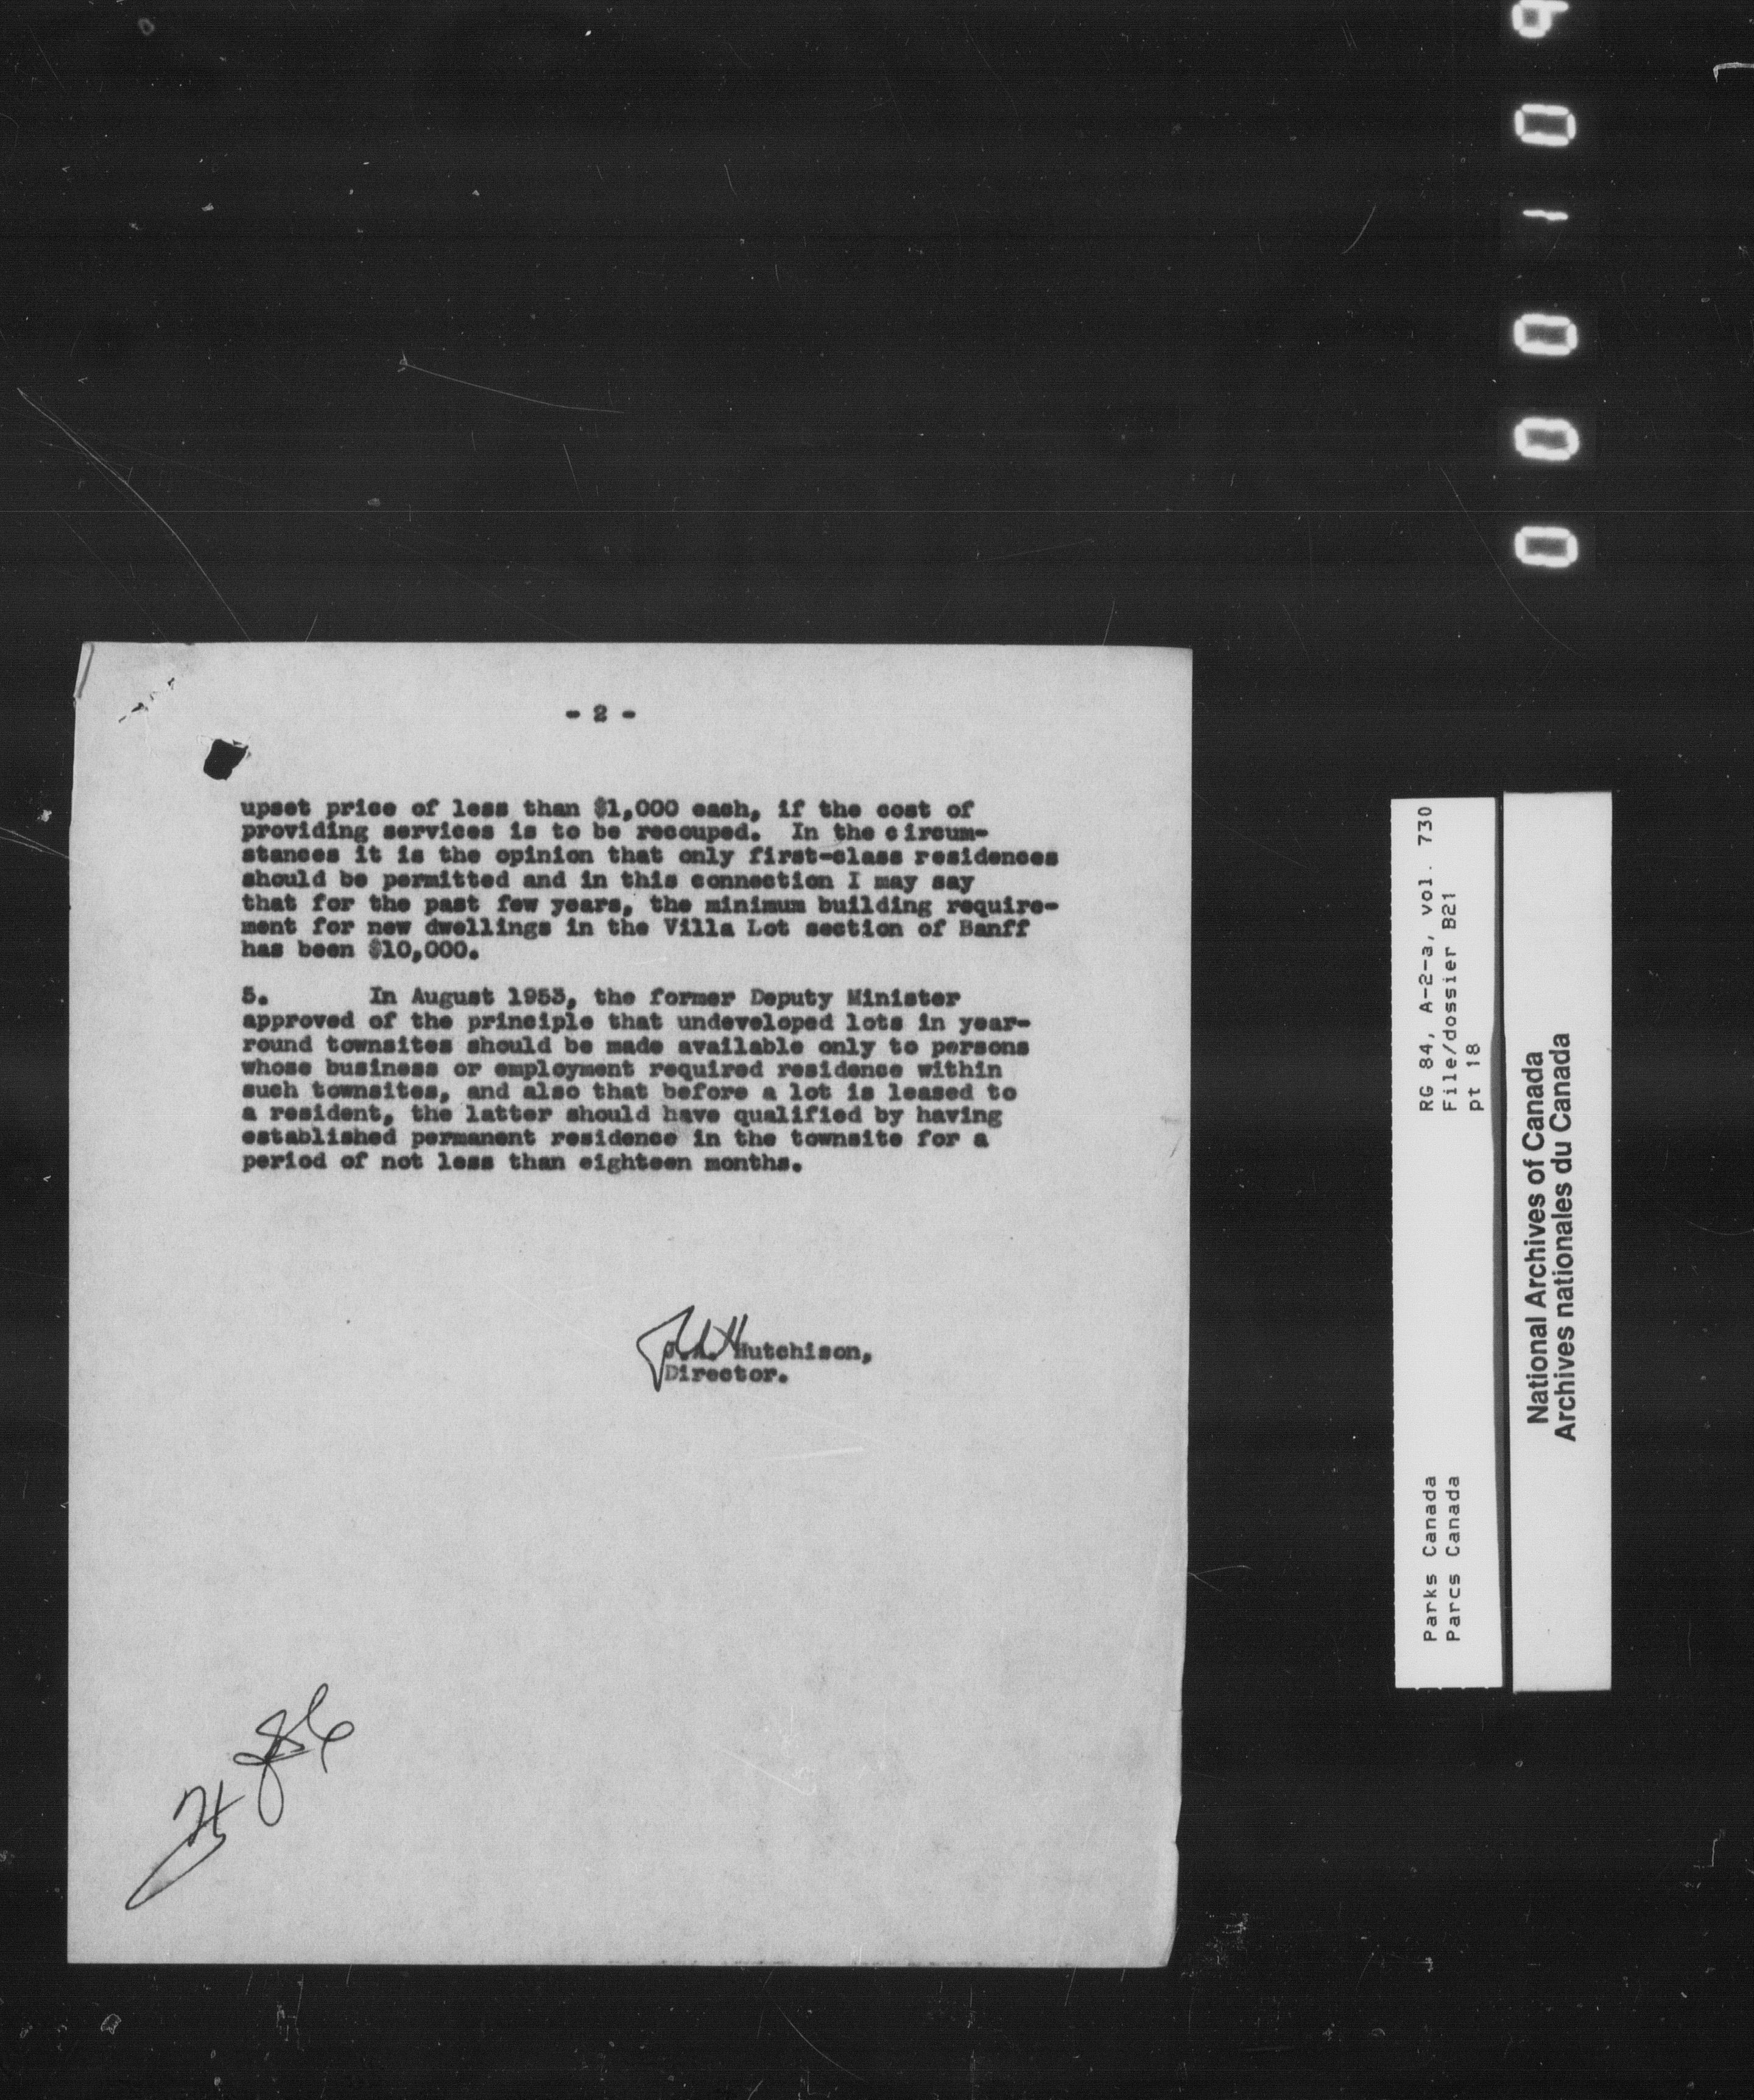 - 2 -
upset price of less than $1,000 each, if the cost of
providing services is to be recouped. In the circum-
stances it is the opinion that only first-class residences
should be permitted and in this connection I may say
that for the past few years, the minimum building require-
ment for new dwellings in the Villa Lot section of Banff
has been $10,000.
5. In August 1953, the former Deputy Minister
approved of the principle that undeveloped lots in year-
round townsites should be made available only to persons
whose business or employment required residence within
such townsites, and also that before a lot is leased to
a resident, the latter should have qualified by having
established permanent residence in the townsite for a
period of not less than eighteen months.
Hutchison,
Director.
Parks Canada
Parcs Canada
RG 84, A-2-a, vol. 730
File/dossier B21
pt 18
National Archives of Canada
Archives nationales du Canada
000109